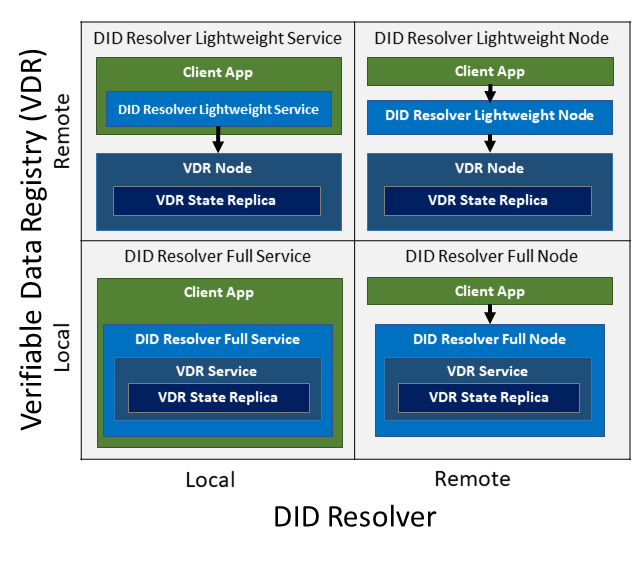 DID Resolver Lightweight Service
Client App
DID Resolver Lightweight Service
VDR Node
VDR State Replica
DID Resolver Lightweight Node
Client App
DID Resolver Lightweight Node
VDR Node
VDR State Replica
DID Resolver Full Service
Client App
DID Resolver Full Service
VDR Service
VDR State Replica
DID Resolver Full Node
Client App
DID Resolver Full Node
VDR Service
VDR State Replica
Verifiable Data Registry (VDR)
Remote
Local
Local
Remote
DID Resolver